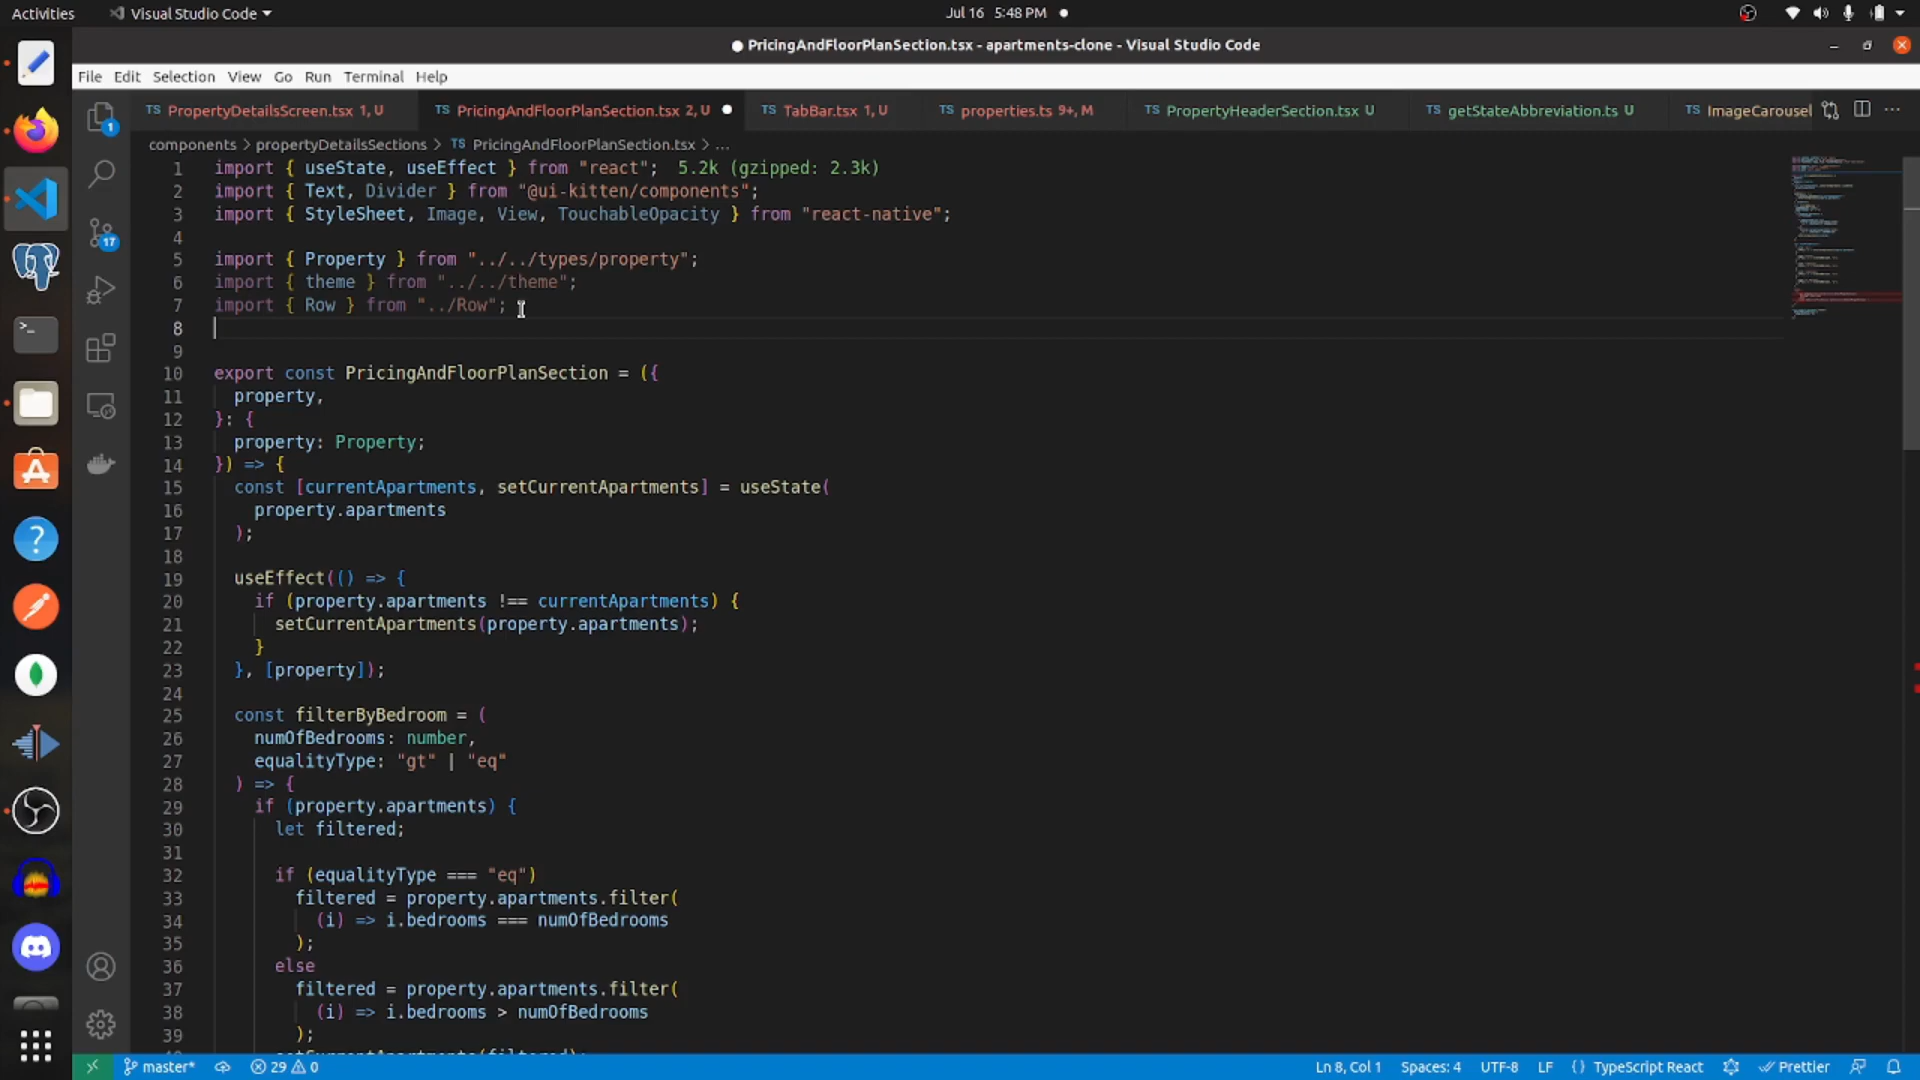 Activities
Visual Studio Code
Jul 16 5:48 PM
● PricingAndFloorPlanSection.tsx - apartments-clone - Visual Studio Code
File Edit Selection View Go Run Terminal Help
TS PropertyDetailsScreen.tsx 1, U
TS PricingAndFloorPlanSection.tsx 2, U
TS TabBar.tsx 1, U
TS properties.ts 9+, M
TS PropertyHeaderSection.tsx U
TS getStateAbbreviation.ts U
TS ImageCarousel
components > propertyDetailsSections > TS PricingAndFloorPlanSection.tsx > ...
1
17
1 import { useState, useEffect } from "react"; 5.2k (gzipped: 2.3k)
2 import { Text, Divider } from "@ui-kitten/components";
3 import { StyleSheet, Image, View, TouchableOpacity } from "react-native";
4
5 import { Property } from "../../types/property";
6 import { theme } from "../../theme";
7 import { Row } from "../Row";
8
9
10 export const PricingAndFloorPlanSection = ({
11 property,
12 }: {
13 property: Property;
14 }) => {
15 const [currentApartments, setCurrentApartments] = useState(
16 property.apartments
17 );
18
19 useEffect(() => {
20 if (property.apartments !== currentApartments) {
21 setCurrentApartments(property.apartments);
22 }
23 }, [property]);
24
25 const filterByBedroom = (
26 numOfBedrooms: number,
27 equalityType: "gt" | "eq"
28 ) => {
29 if (property.apartments) {
30 let filtered;
31
32 if (equalityType === "eq")
33 filtered = property.apartments.filter(
34 (i) => i.bedrooms === numOfBedrooms
35 );
36 else
37 filtered = property.apartments.filter(
38 (i) => i.bedrooms > numOfBedrooms
39 );
setCurrentApartments(filtered);
master* 29 0 Ln 8, Col 1 Spaces: 4 UTF-8 LF {} TypeScript React Prettier